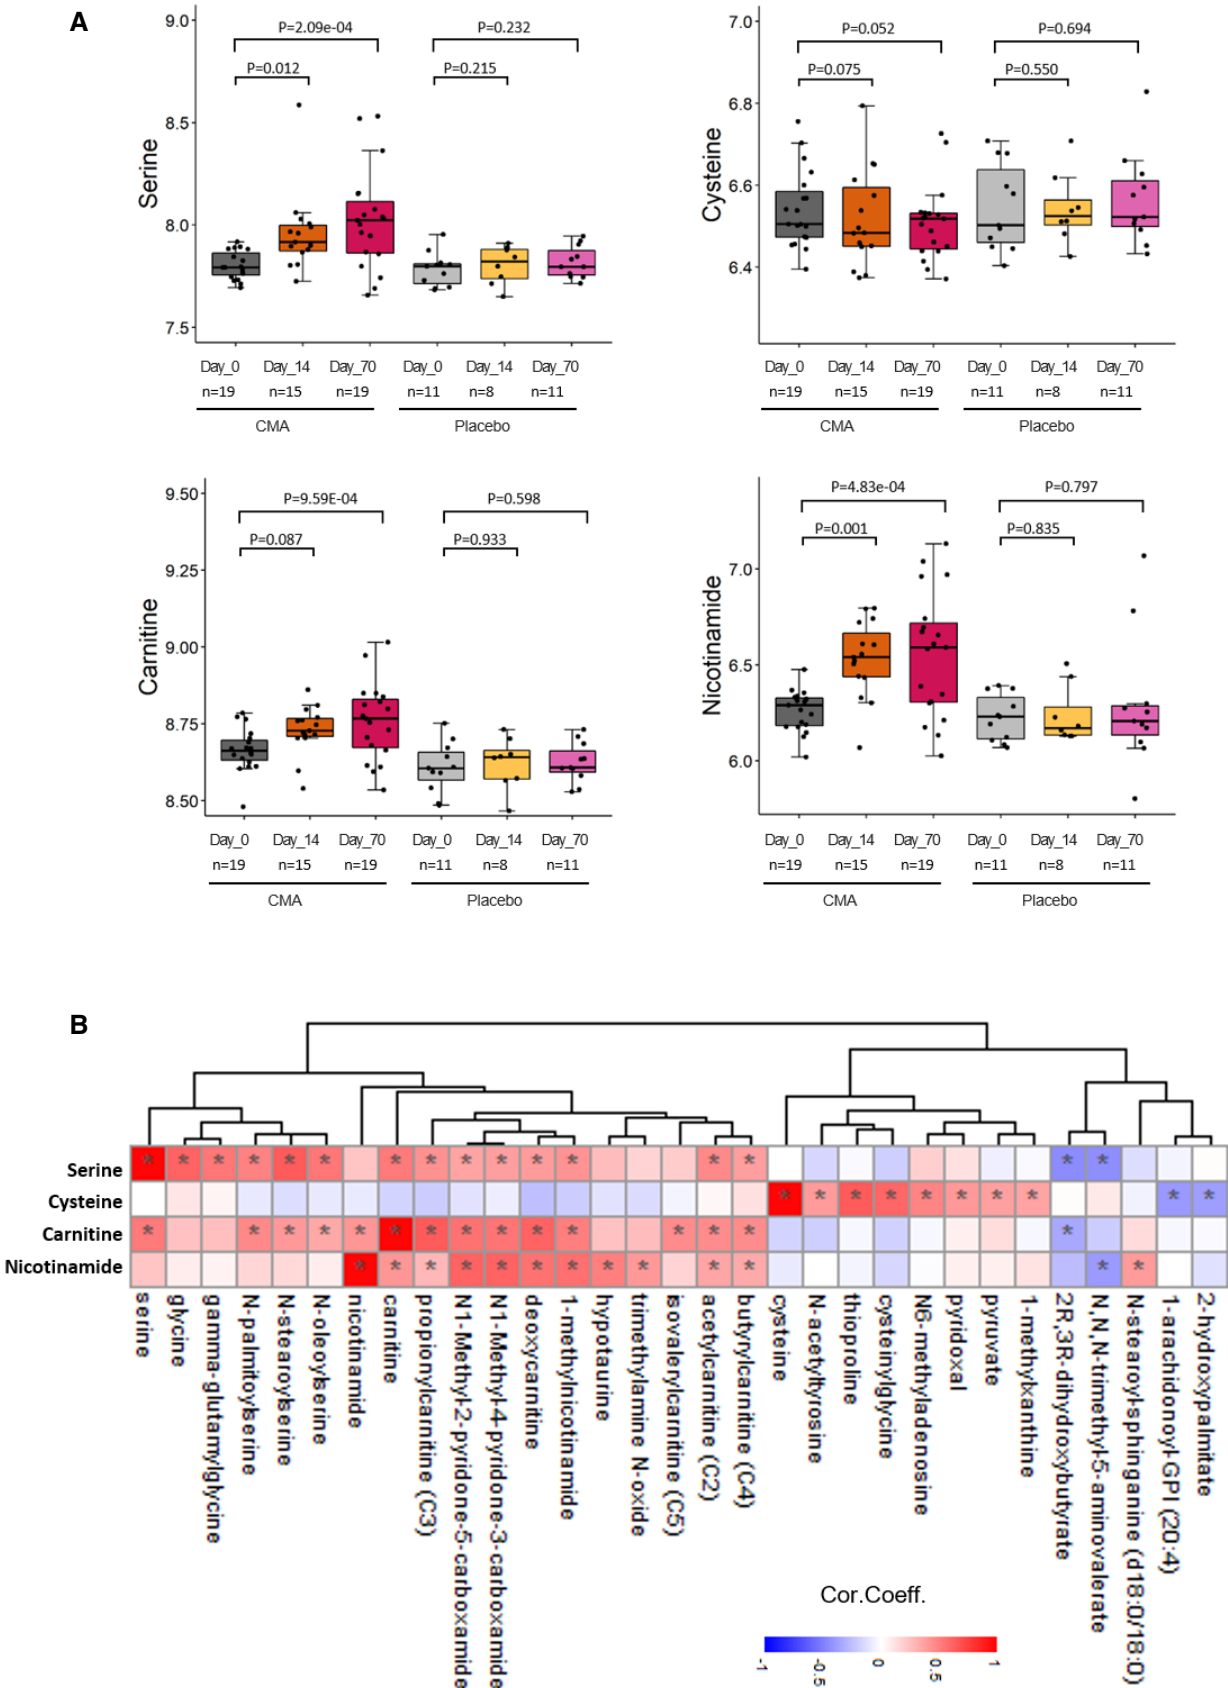 A
Serine
9.0
8.5
8.0
7.5
P=2.09e-04
P=0.232
P=0.012
P=0.215
Day_0 Day_14 Day_70 Day_0 Day_14 Day_70
n=19 n=15 n=19 n=11 n=8 n=11
CMA Placebo
Cysteine
7.0
6.8
6.6
6.4
P=0.052
P=0.694
P=0.075
P=0.550
Day_0 Day_14 Day_70 Day_0 Day_14 Day_70
n=19 n=15 n=19 n=11 n=8 n=11
CMA Placebo
Carnitine
9.50
9.25
9.00
8.75
8.50
P=9.59E-04
P=0.598
P=0.087
P=0.933
Day_0 Day_14 Day_70 Day_0 Day_14 Day_70
n=19 n=15 n=19 n=11 n=8 n=11
CMA Placebo
Nicotinamide
7.0
6.5
6.0
P=4.83e-04
P=0.797
P=0.001
P=0.835
Day_0 Day_14 Day_70 Day_0 Day_14 Day_70
n=19 n=15 n=19 n=11 n=8 n=11
CMA Placebo
B
Serine
Cysteine
Carnitine
Nicotinamide
serine
glycine
gamma-glutamylglycine
N-palmitoylserine
N-stearoylserine
N-oleoylserine
nicotinamide
carnitine
propionylcarnitine (C3)
N1-Methyl-2-pyridone-5-carboxamide
N1-Methyl-4-pyridone-3-carboxamide
deoxycarnitine
1-methylnicotinamide
hypotaurine
trimethylamine N-oxide
isovalerylcarnitine (C5)
acetylcarnitine (C2)
butyrylcarnitine (C4)
cysteine
N-acetyltyrosine
thioproline
cysteinylglycine
N6-methyladenosine
pyridoxal
pyruvate
1-methylxanthine
2R,3R-dihydroxybutyrate
N,N,N-trimethyl-5-aminovalerate
N-stearoyl-sphinganine (d18:0/18:0)
1-arachidonoyl-GPI (20:4)
2-hydroxypalmitate
Cor.Coeff.
-1 -0.5 0 0.5 1